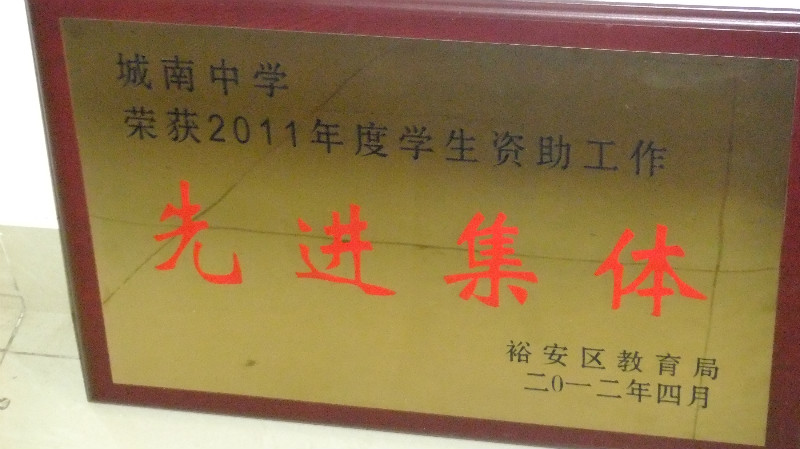 城南中学
荣获2011年度学生资助工作
先进集体
裕安区教育局
二0一二年四月